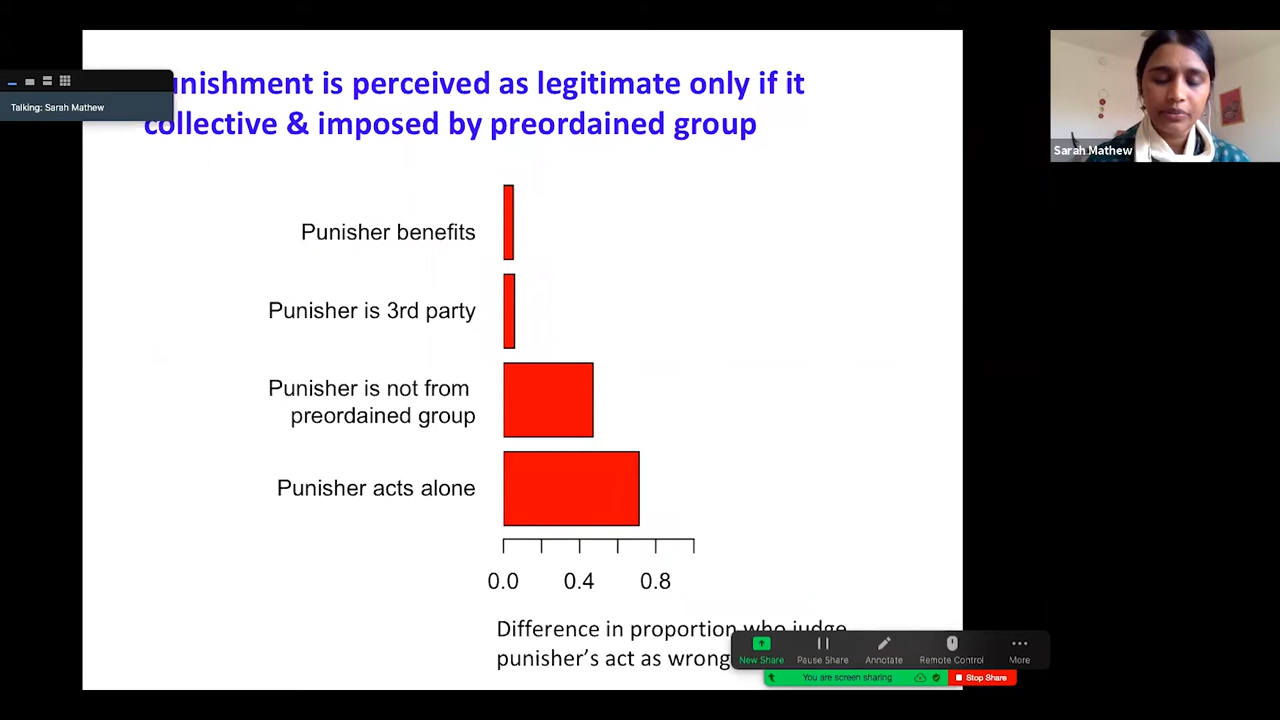 Talking: Sarah Mathew
unishment is perceived as legitimate only if it
collective & imposed by preordained group
Sarah Mathew
Punisher benefits
Punisher is 3rd party
Punisher is not from
preordained group
Punisher acts alone
0.0 0.4 0.8
Difference in proportion who judge
punisher's act as wrong
New Share Pause Share Annotate Remote Control More
You are screen sharing Stop Share